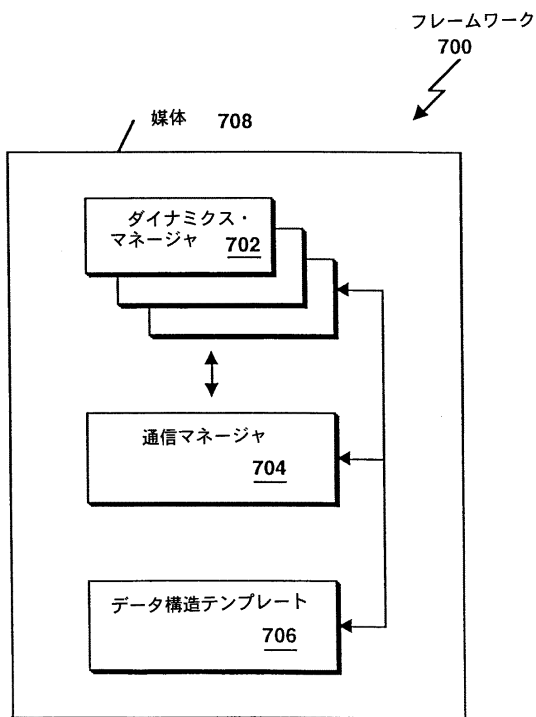 フレームワーク
700
媒体 708
ダイナミクス・
マネージャ 702
通信マネージャ
704
データ構造テンプレート
706